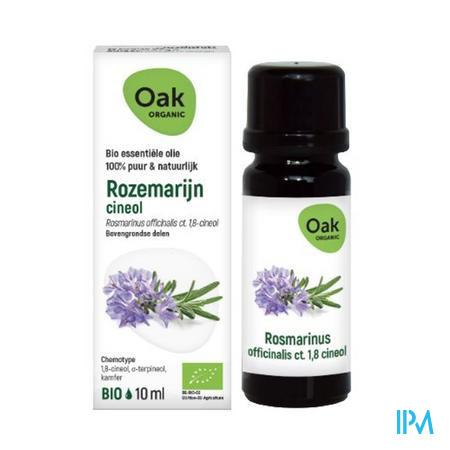 Oak
ORGANIC
Bio essentiële olie
100% puur & natuurlijk
Rozemarijn
cineol
Rosmarinus officinalis ct. 1,8-cineol
Bovengrondse delen
Chemotype
1,8-cineol, α-terpineol,
kamfer
BIO 10 ml
Oak
ORGANIC
Rosmarinus
officinalis ct. 1,8 cineol
IPM